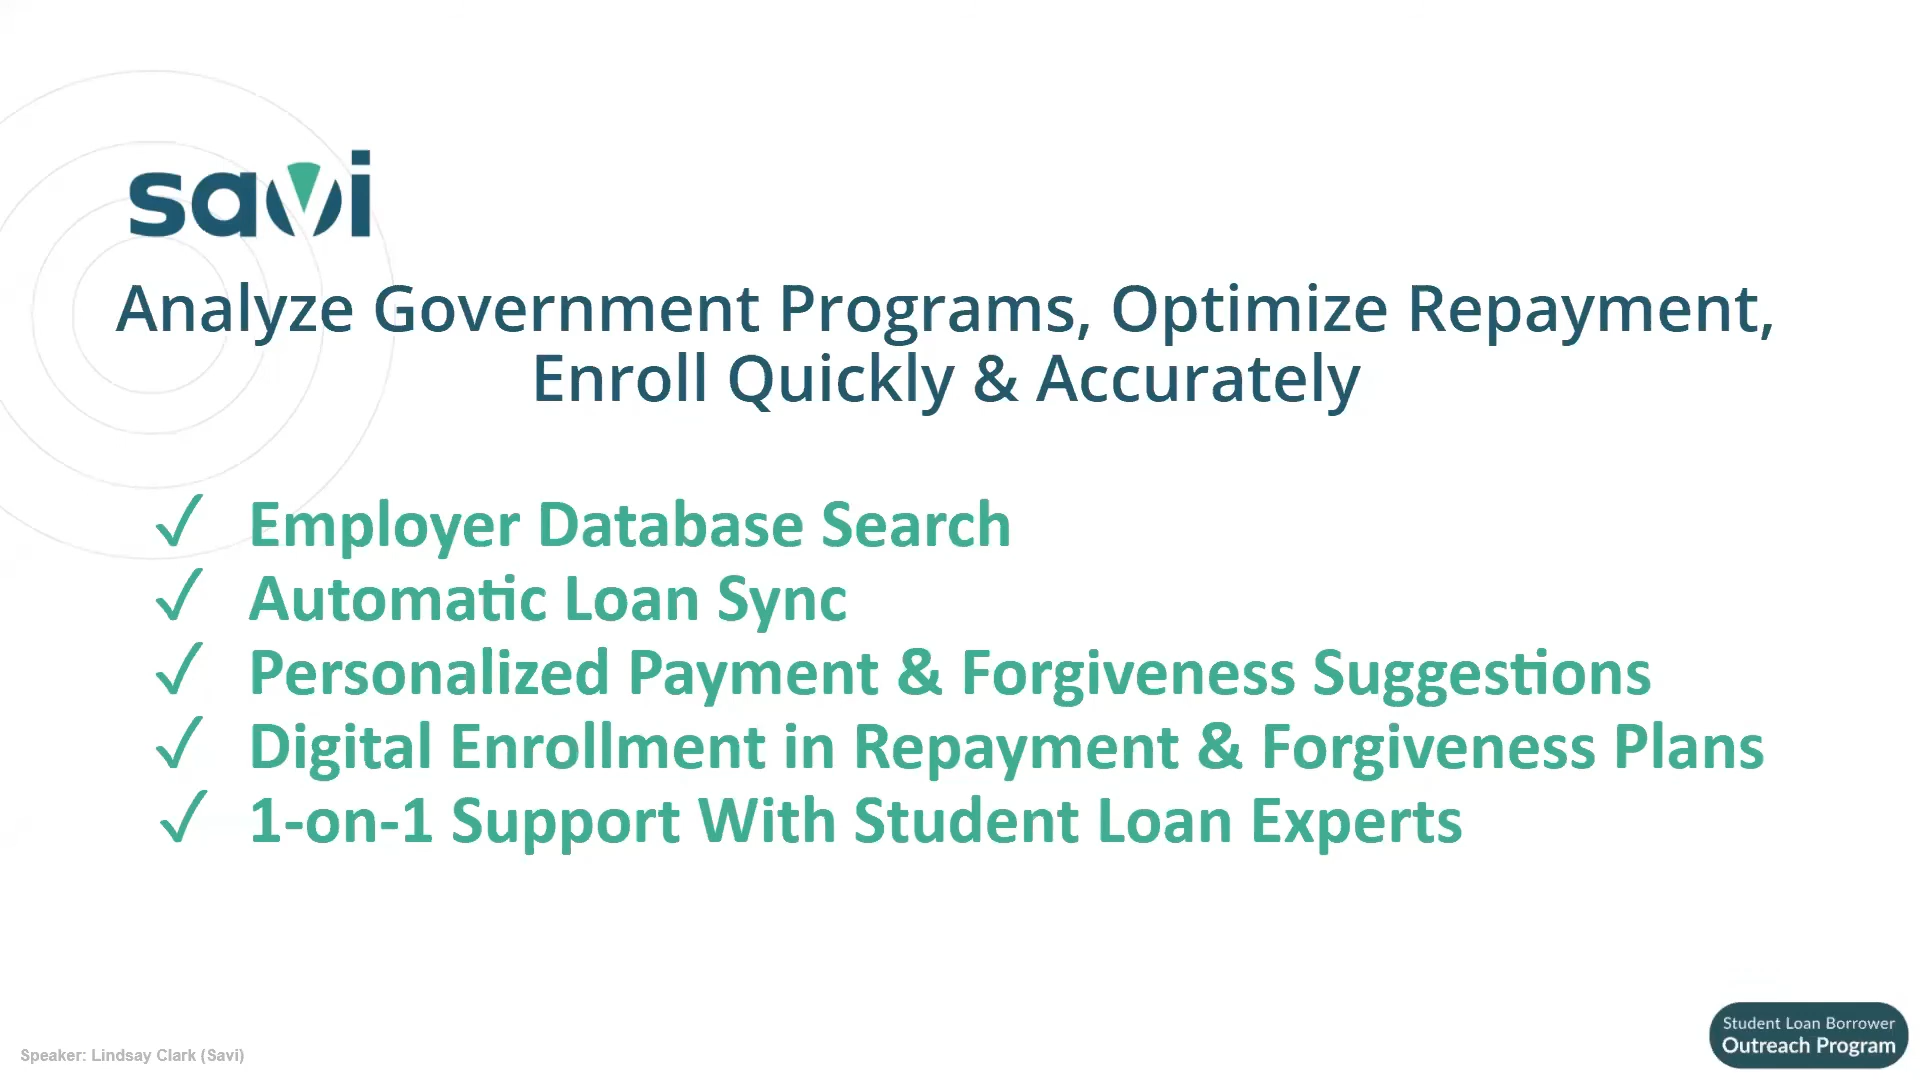 savi
Analyze Government Programs, Optimize Repayment,
Enroll Quickly & Accurately
✓ Employer Database Search
✓ Automatic Loan Sync
✓ Personalized Payment & Forgiveness Suggestions
✓ Digital Enrollment in Repayment & Forgiveness Plans
✓ 1-on-1 Support With Student Loan Experts
Student Loan Borrower
Outreach Program
Speaker: Lindsay Clark (Savi)